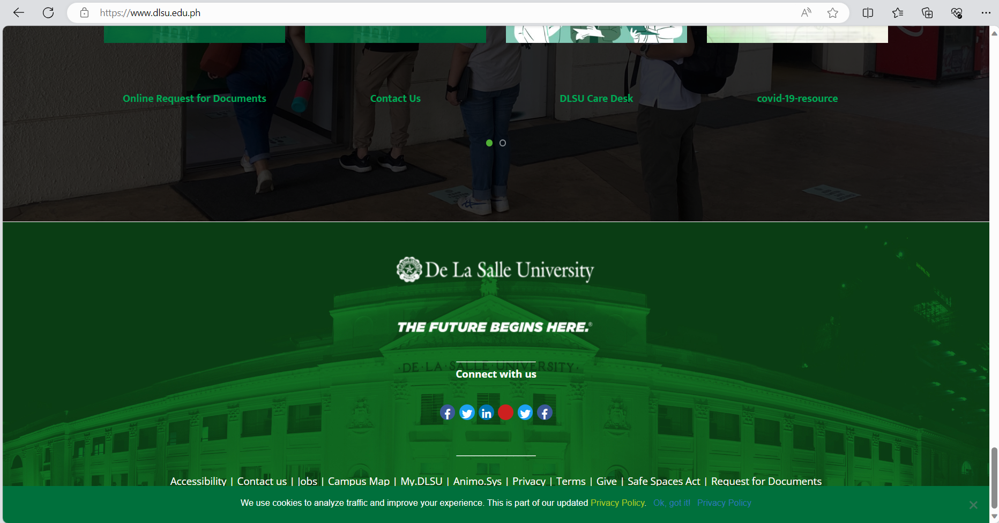 https://www.dlsu.edu.ph
Online Request for Documents
Contact Us
DLSU Care Desk
covid-19-resource
De La Salle University
THE FUTURE BEGINS HERE.®
·DE·LA·SALLE·UNIVERSITY·
Connect with us
Accessibility | Contact us | Jobs | Campus Map | My.DLSU | Animo.Sys | Privacy | Terms | Give | Safe Spaces Act | Request for Documents
We use cookies to analyze traffic and improve your experience. This is part of our updated Privacy Policy. Ok, got it! Privacy Policy